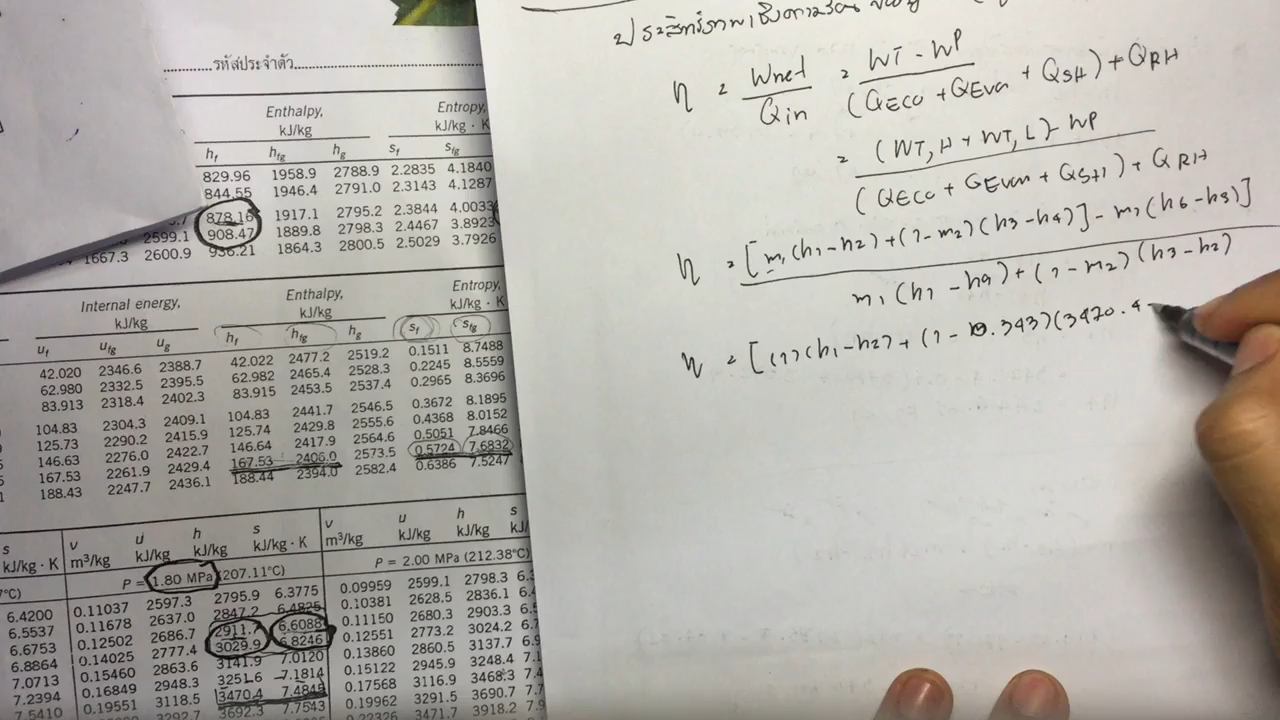 รหัสประจำตัว
Enthalpy, kJ/kg Entropy, kJ/kg · K
hf hfg hg sf sfg
829.96 1958.9 2788.9 2.2835 4.1840
844.55 1946.4 2791.0 2.3143 4.1287
878.16 1917.1 2795.2 2.3844 4.0033
2599.1 908.47 1889.8 2798.3 2.4467 3.8923
1667.3 2600.9 936.21 1864.3 2800.5 2.5029 3.7926
Internal energy, kJ/kg Enthalpy, kJ/kg Entropy, kJ/kg · K
uf ufg ug hf hfg hg sf sfg
42.020 2346.6 2388.7 42.022 2477.2 2519.2 0.1511 8.7488
62.980 2332.5 2395.5 62.982 2465.4 2528.3 0.2245 8.5559
83.913 2318.4 2402.3 83.915 2453.5 2537.4 0.2965 8.3696
104.83 2304.3 2409.1 104.83 2441.7 2546.5 0.3672 8.1895
125.73 2290.2 2415.9 125.74 2429.8 2555.6 0.4368 8.0152
146.63 2276.0 2422.7 146.64 2417.9 2564.6 0.5051 7.8466
167.53 2261.9 2429.4 167.53 2406.0 2573.5 0.5724 7.6832
188.43 2247.7 2436.1 188.44 2394.0 2582.4 0.6386 7.5247
s kJ/kg · K v m³/kg u kJ/kg h kJ/kg s kJ/kg · K v m³/kg u kJ/kg h kJ/kg s
P = 1.80 MPa (207.11°C) P = 2.00 MPa (212.38°C)
0.11037 2597.3 2795.9 6.3775 0.09959 2599.1 2798.3
6.4200 0.11678 2637.0 2847.2 6.4825 0.10381 2628.5 2836.1
6.5537 0.12502 2686.7 2911.7 6.6088 0.11150 2680.3 2903.3
6.6753 0.14025 2777.4 3029.9 6.8246 0.12551 2773.2 3024.2
6.8864 0.15460 2863.6 3141.9 7.0120 0.13860 2860.5 3137.7
7.0713 0.16849 2948.3 3251.6 7.1814 0.15122 2945.9 3248.4
7.2394 0.19551 3118.5 3470.4 7.4845 0.17568 3116.9 3468.3
7.5410 3292.7 3692.3 7.7543 0.19962 3291.5 3690.7
0.22326 3471.7 3918.2
ประสิทธิภาพเชิงความร้อน
η = Wnet / Qin = WT - WP / (QECO + QEva + QSH) + QRH
= (WT,H + WT,L) - WP / (QECO + QEva + QSH) + QRH
η = [m1(h1-h2)+(1-m2)(h3-h4)] - m1(h6-h5)] / m1(h1-h9)+(1-m2)(h3-h2)
η = [(1)(h1-h2)+(1-0.343)(3470.4-